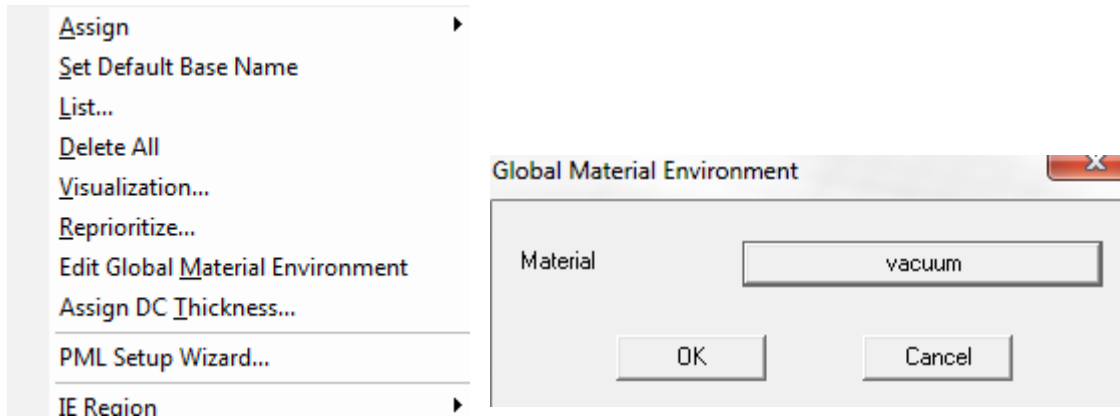 Assign
Set Default Base Name
List...
Delete All
Visualization...
Reprioritize...
Edit Global Material Environment
Assign DC Thickness...
PML Setup Wizard...
IE Region
Global Material Environment
Material
vacuum
OK
Cancel